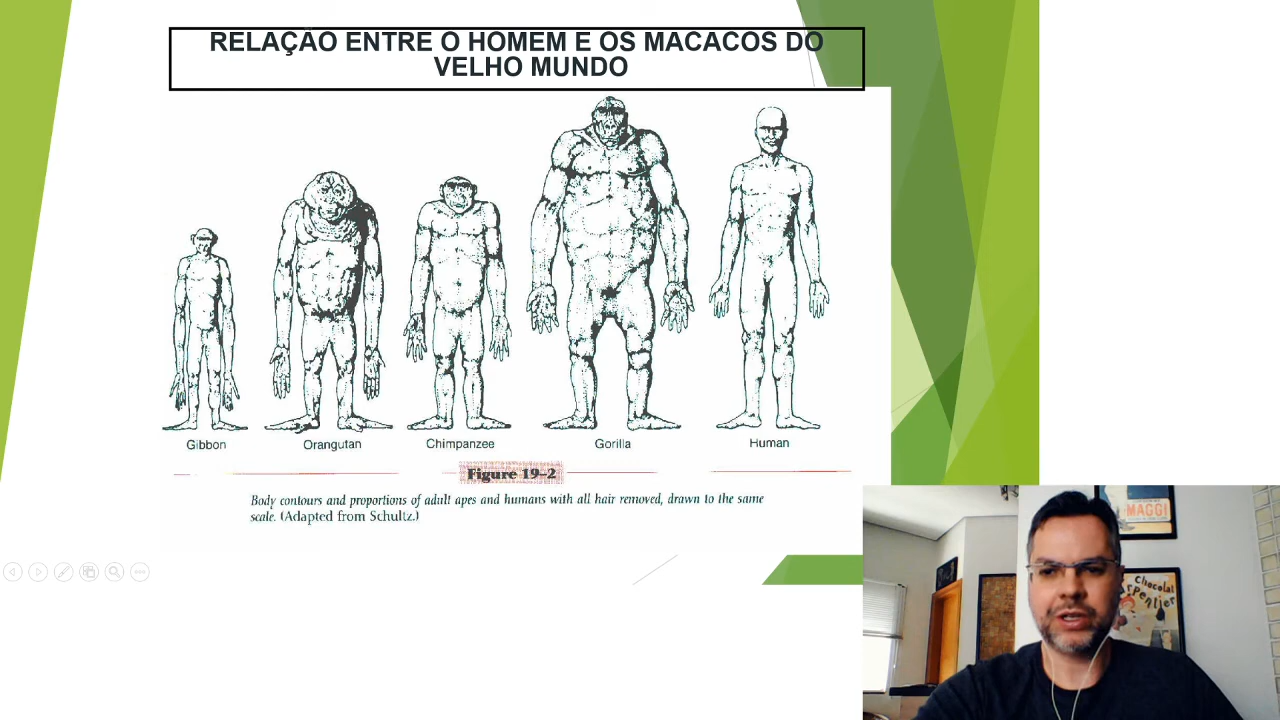 RELAÇÃO ENTRE O HOMEM E OS MACACOS DO
VELHO MUNDO
Gibbon
Orangutan
Chimpanzee
Gorilla
Human
Figure 19–2
Body contours and proportions of adult apes and humans with all hair removed, drawn to the same
scale. (Adapted from Schultz.)
MAGGI
Chocolat